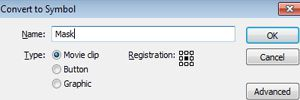 Convert to Symbol
Name: Mask
OK
Type: Movie clip
Registration:
Button
Cancel
Graphic
Advanced